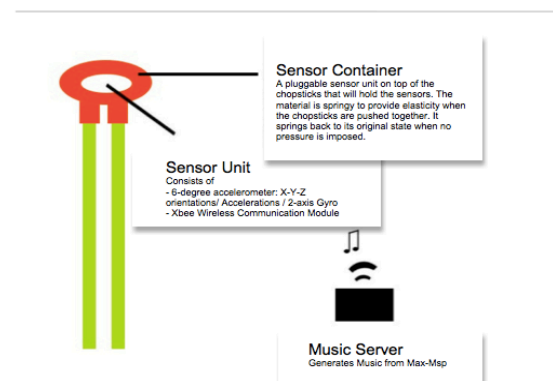 Sensor Container
A pluggable sensor unit on top of the
chopsticks that will hold the sensors. The
material is springy to provide elasticity when
the chopsticks are pushed together. It
springs back to its original state when no
pressure is imposed.
Sensor Unit
Consists of
- 6-degree accelerometer: X-Y-Z
orientations/ Accelerations / 2-axis Gyro
- Xbee Wireless Communication Module
Music Server
Generates Music from Max-Msp